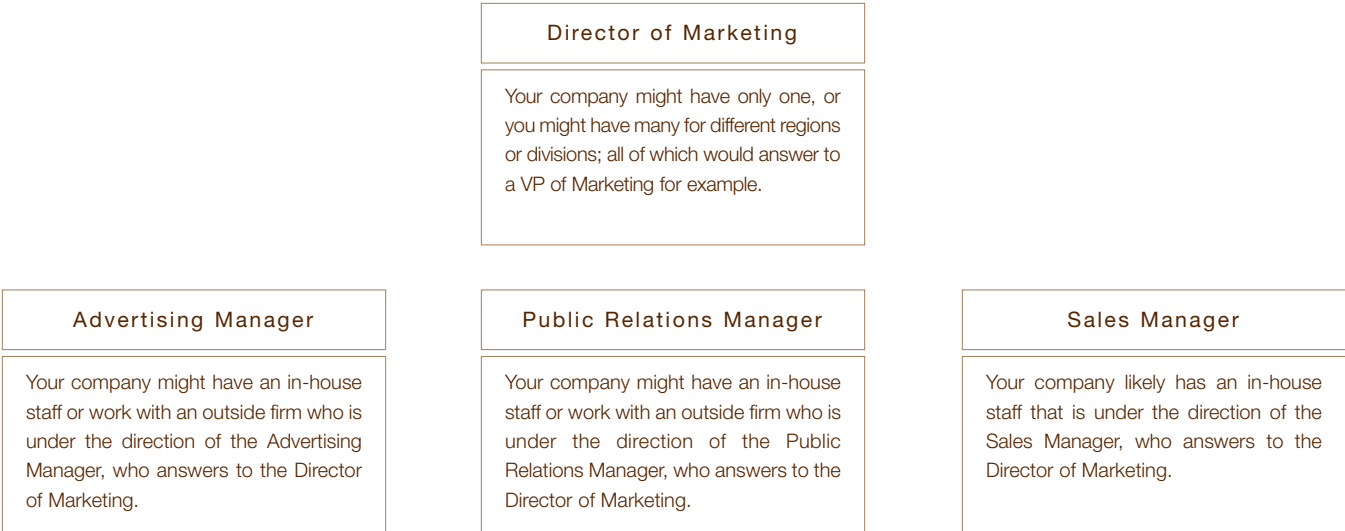 Director of Marketing
Your company might have only one, or
you might have many for different regions
or divisions; all of which would answer to
a VP of Marketing for example.
Advertising Manager
Your company might have an in-house
staff or work with an outside firm who is
under the direction of the Advertising
Manager, who answers to the Director
of Marketing.
Public Relations Manager
Your company might have an in-house
staff or work with an outside firm who is
under the direction of the Public
Relations Manager, who answers to the
Director of Marketing.
Sales Manager
Your company likely has an in-house
staff that is under the direction of the
Sales Manager, who answers to the
Director of Marketing.